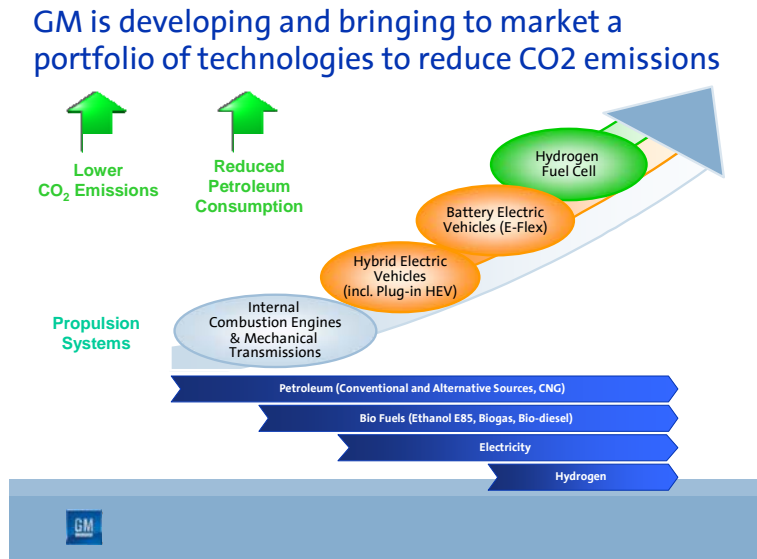 GM is developing and bringing to market a
portfolio of technologies to reduce CO2 emissions
Lower
CO2 Emissions
Reduced
Petroleum
Consumption
Hydrogen
Fuel Cell
Battery Electric
Vehicles (E-Flex)
Hybrid Electric
Vehicles
(incl. Plug-in HEV)
Propulsion
Systems
Internal
Combustion Engines
& Mechanical
Transmissions
Petroleum (Conventional and Alternative Sources, CNG)
Bio Fuels (Ethanol E85, Biogas, Bio-diesel)
Electricity
Hydrogen
GM